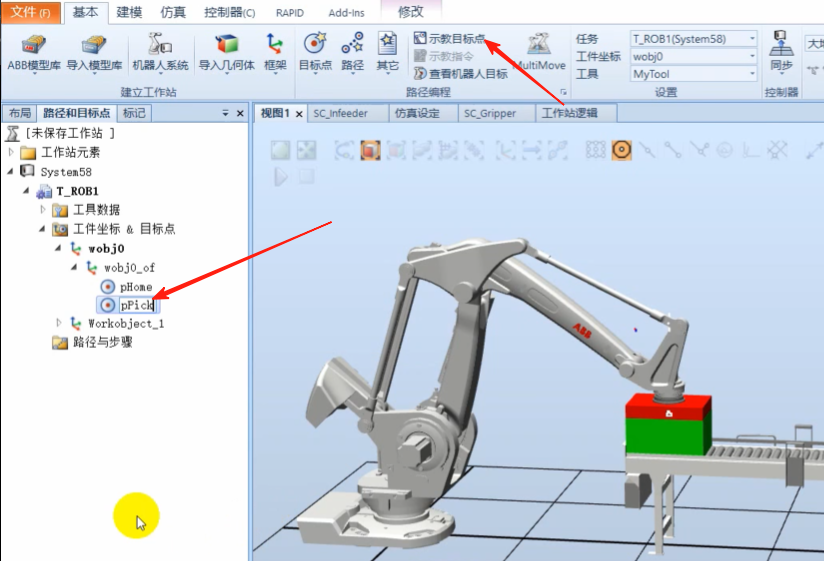 文件(F) 基本 建模 仿真 控制器(C) RAPID Add-Ins 修改
ABB模型库 导入模型库 机器人系统 导入几何体 框架 目标点 路径 其它
示教目标点
示教指令
查看机器人目标
MultiMove
任务 T_ROB1(System58)
工件坐标 wobj0
工具 MyTool
同步
建立工作站 路径编程 设置 控制器
布局 路径和目标点 标记
视图1 SC_Infeeder 仿真设定 SC_Gripper 工作站逻辑
[未保存工作站 ]
工作站元素
System58
T_ROB1
工具数据
工件坐标 & 目标点
wobj0
wobj0_of
pHome
pPick
Workobject_1
路径与步骤
ABB